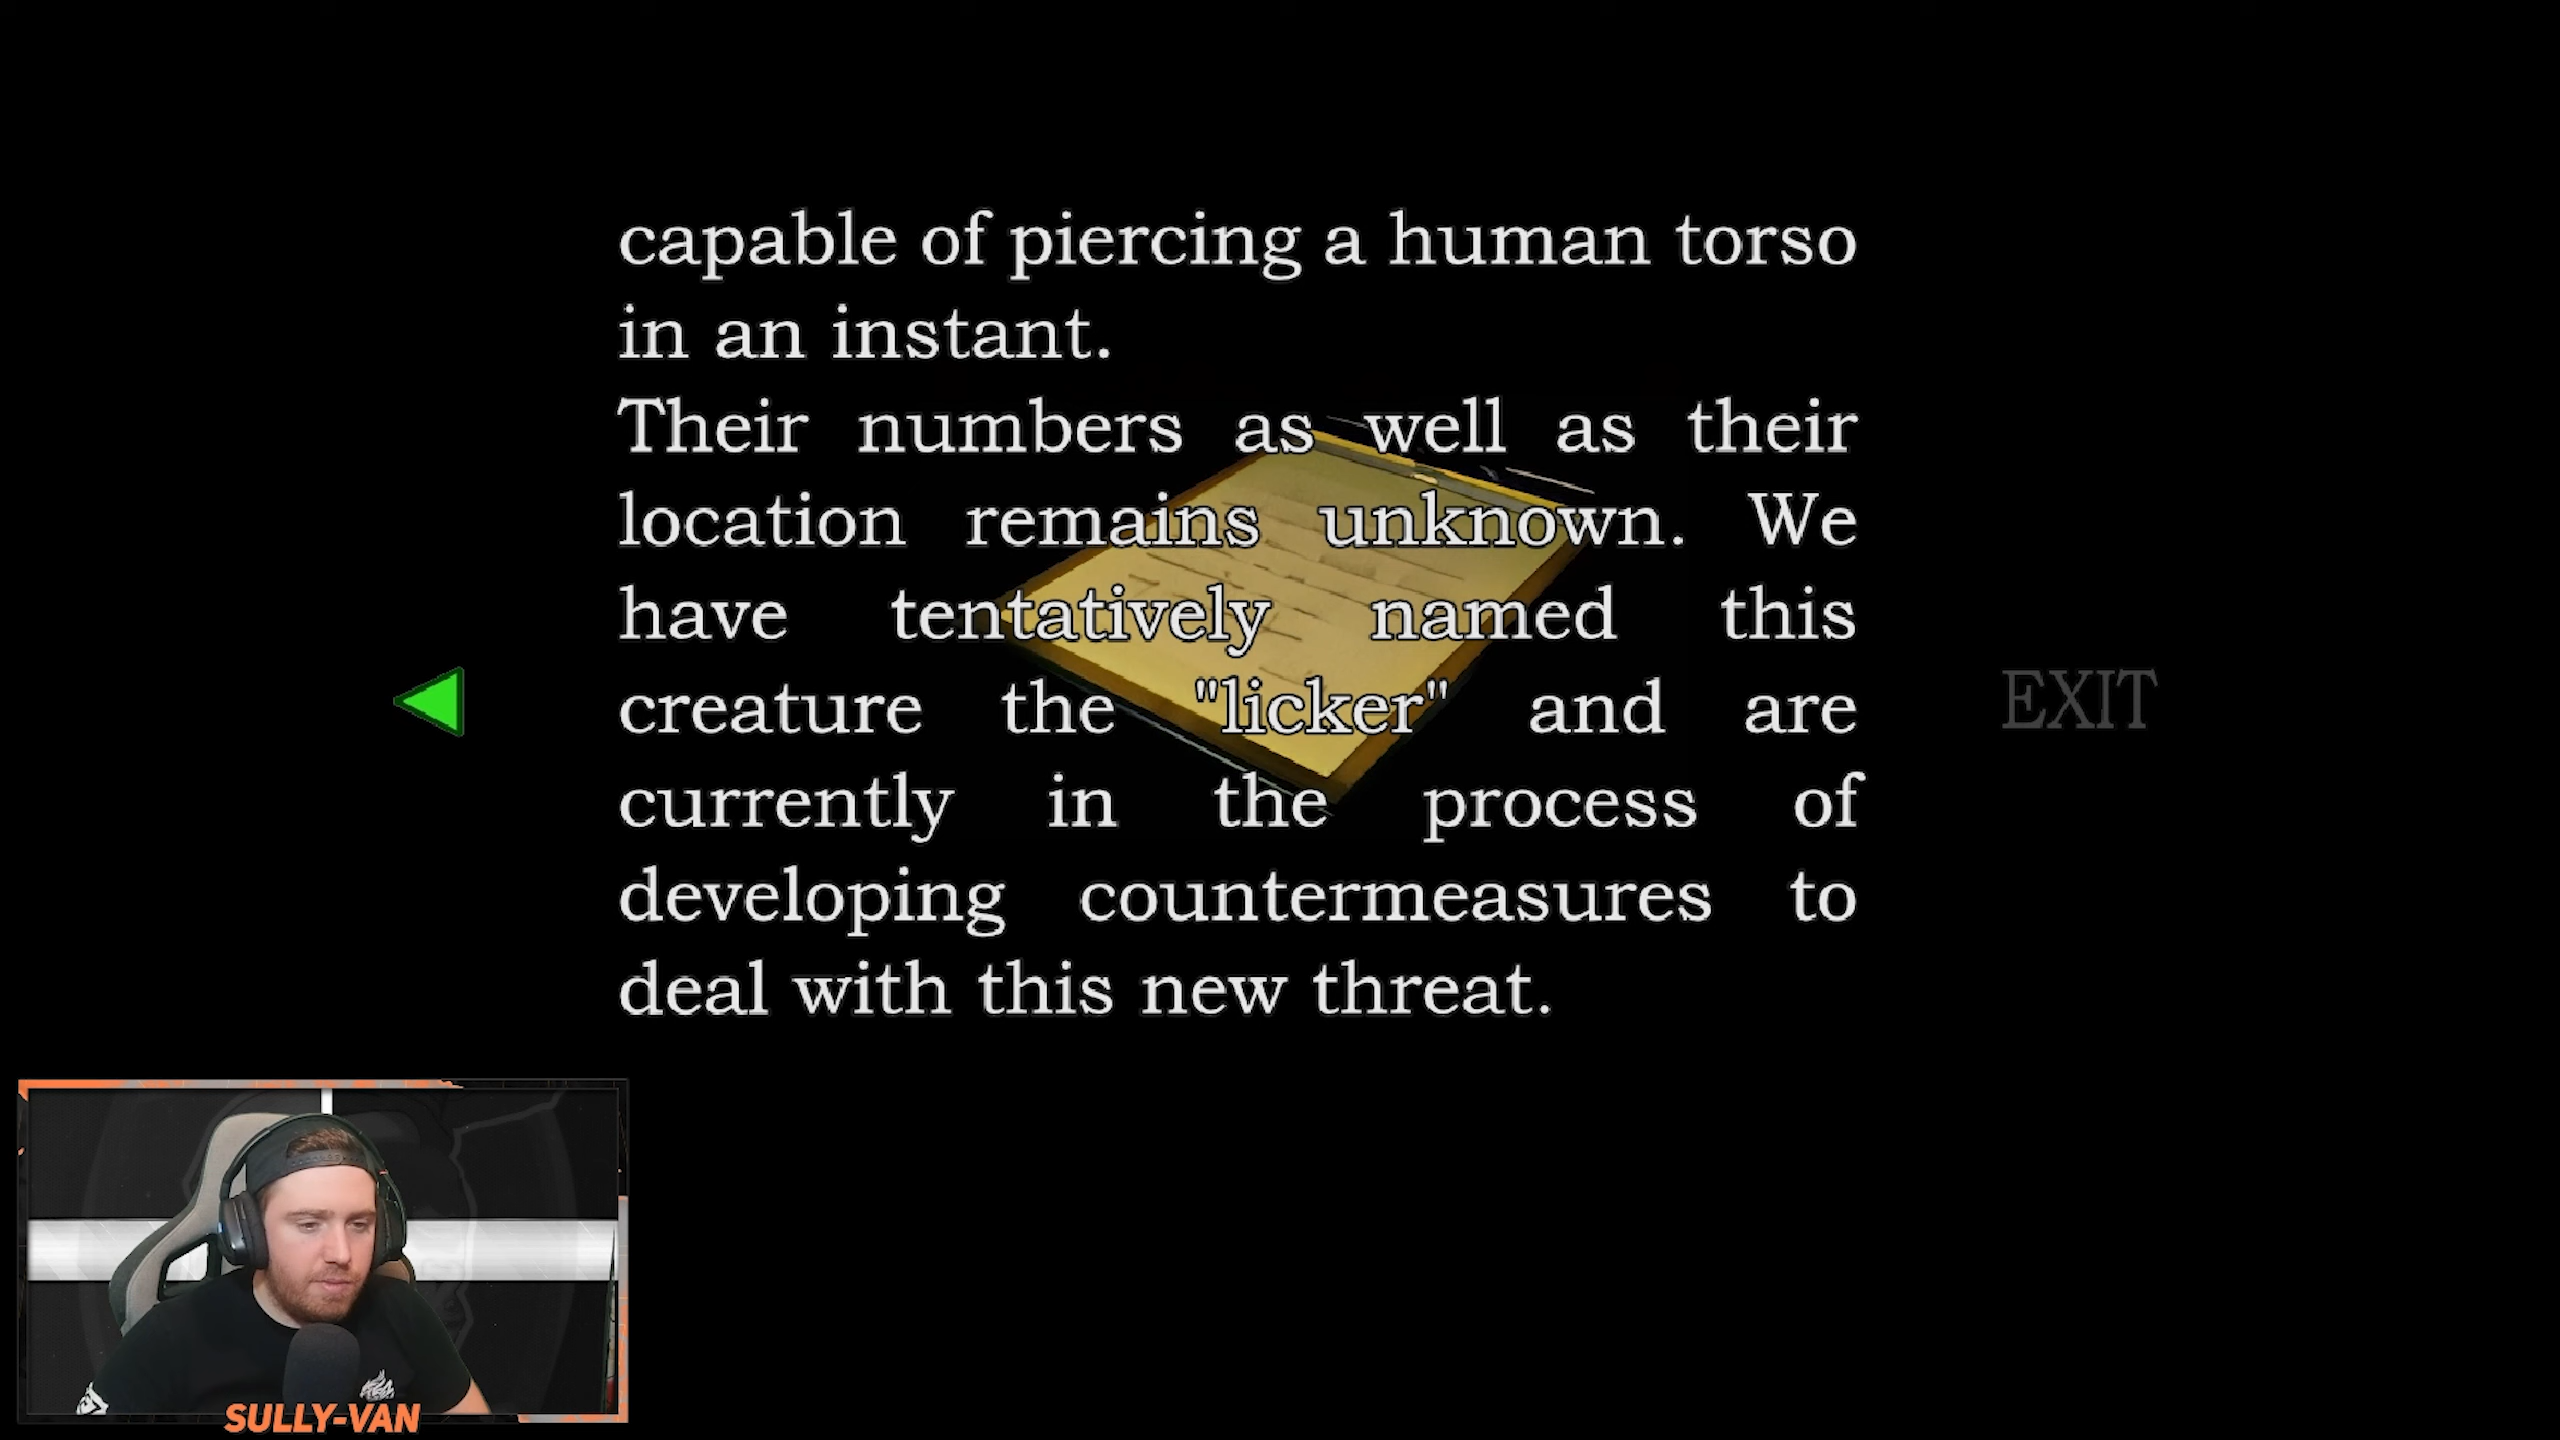 capable of piercing a human torso
in an instant.
Their numbers as well as their
location remains unknown. We
have tentatively named this
creature the "licker" and are
currently in the process of
developing countermeasures to
deal with this new threat.
EXIT
SULLY-VAN